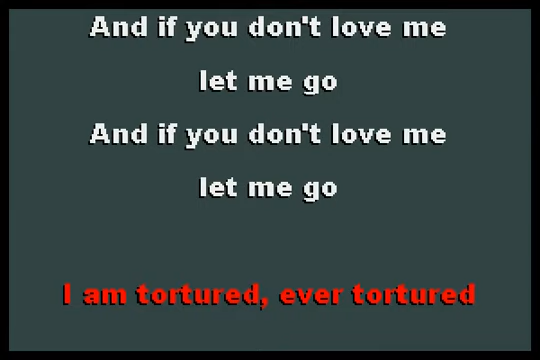 And if you don't love me
let me go
And if you don't love me
let me go
I am tortured, ever tortured